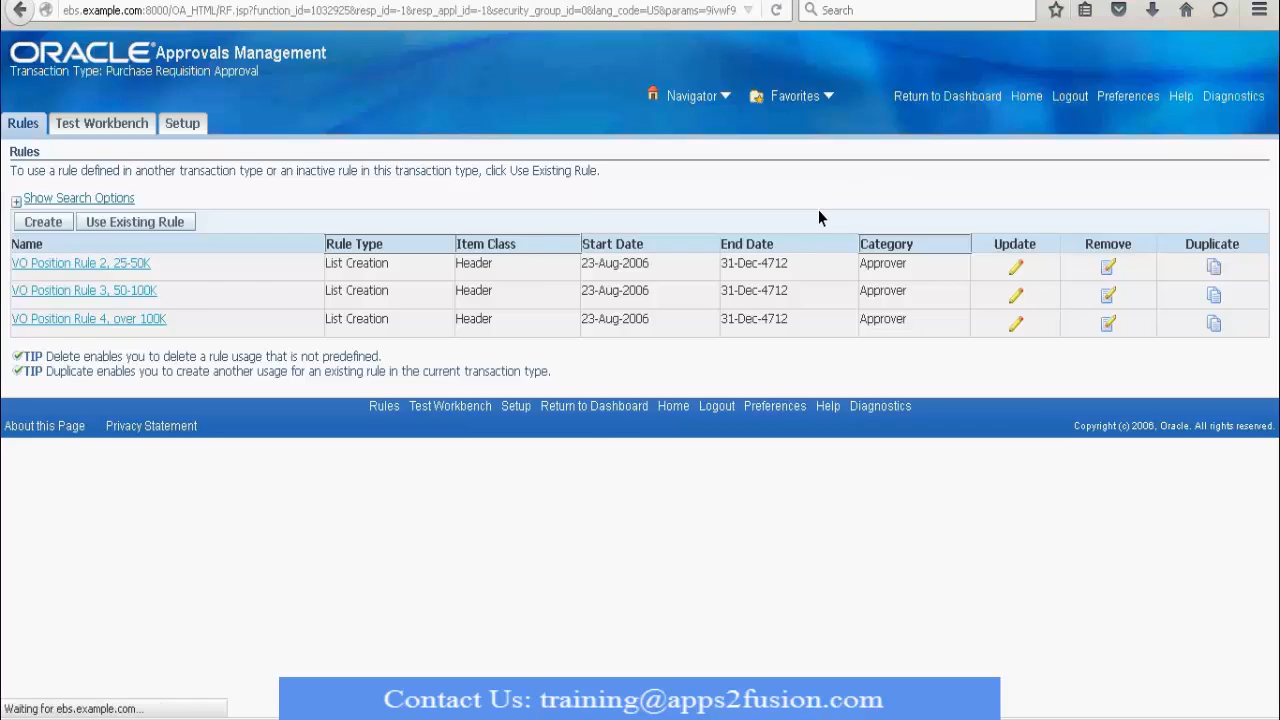 ebs.example.com:8000/OA_HTML/RF.jsp?function_id=1032925&resp_id=-1&resp_appl_id=-1&security_group_id=0&lang_code=US&params=9ivwf9
Search
ORACLE® Approvals Management
Transaction Type: Purchase Requisition Approval
Navigator Favorites Return to Dashboard Home Logout Preferences Help Diagnostics
Rules Test Workbench Setup
Rules
To use a rule defined in another transaction type or an inactive rule in this transaction type, click Use Existing Rule.
Show Search Options
Create Use Existing Rule
Name Rule Type Item Class Start Date End Date Category Update Remove Duplicate
VO Position Rule 2, 25-50K List Creation Header 23-Aug-2006 31-Dec-4712 Approver
VO Position Rule 3, 50-100K List Creation Header 23-Aug-2006 31-Dec-4712 Approver
VO Position Rule 4, over 100K List Creation Header 23-Aug-2006 31-Dec-4712 Approver
TIP Delete enables you to delete a rule usage that is not predefined.
TIP Duplicate enables you to create another usage for an existing rule in the current transaction type.
Rules Test Workbench Setup Return to Dashboard Home Logout Preferences Help Diagnostics
About this Page Privacy Statement Copyright (c) 2006, Oracle. All rights reserved.
Contact Us: training@apps2fusion.com
Waiting for ebs.example.com...